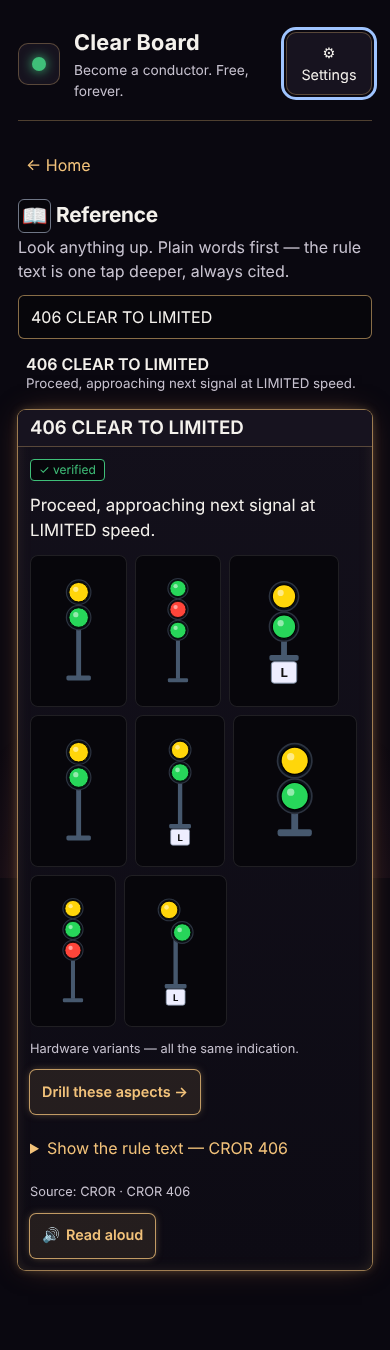 Clear Board
Become a conductor. Free,
forever.
⚙
Settings
← Home
📖 Reference
Look anything up. Plain words first — the rule
text is one tap deeper, always cited.
406 CLEAR TO LIMITED
406 CLEAR TO LIMITED
Proceed, approaching next signal at LIMITED speed.
406 CLEAR TO LIMITED
✓ verified
Proceed, approaching next signal at
LIMITED speed.
L
L
L
Hardware variants — all the same indication.
Drill these aspects →
▶ Show the rule text — CROR 406
Source: CROR · CROR 406
🔊 Read aloud